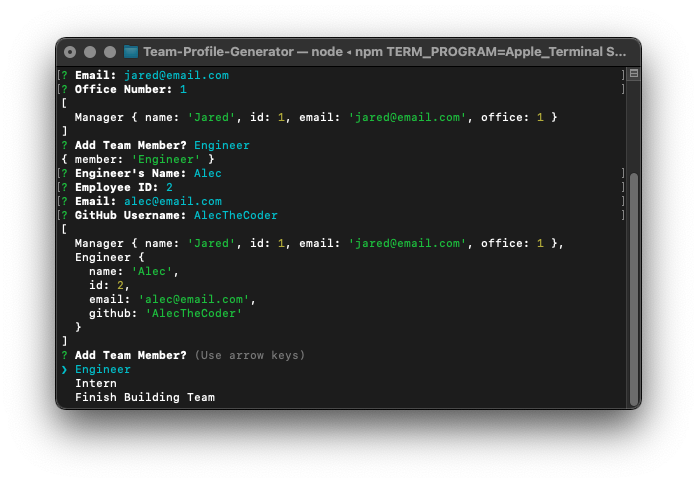 Team-Profile-Generator — node ◂ npm TERM_PROGRAM=Apple_Terminal S...
[? Email: jared@email.com ]
[? Office Number: 1 ]
[
  Manager { name: 'Jared', id: 1, email: 'jared@email.com', office: 1 }
]
? Add Team Member? Engineer
{ member: 'Engineer' }
[? Engineer's Name: Alec ]
[? Employee ID: 2 ]
[? Email: alec@email.com ]
[? GitHub Username: AlecTheCoder ]
[
  Manager { name: 'Jared', id: 1, email: 'jared@email.com', office: 1 },
  Engineer {
    name: 'Alec',
    id: 2,
    email: 'alec@email.com',
    github: 'AlecTheCoder'
  }
]
? Add Team Member? (Use arrow keys)
❯ Engineer
  Intern
  Finish Building Team